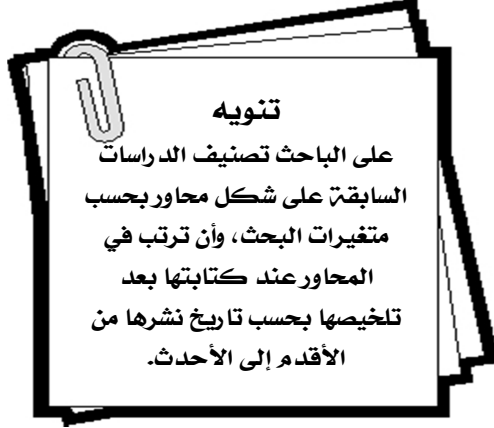 تنويه
على الباحث تصنيف الدراسات
السابقة على شكل محاور بحسب
متغيرات البحث، وأن ترتب في
المحاور عند كتابتها بعد
تلخيصها بحسب تاريخ نشرها من
الأقدم إلى الأحدث.